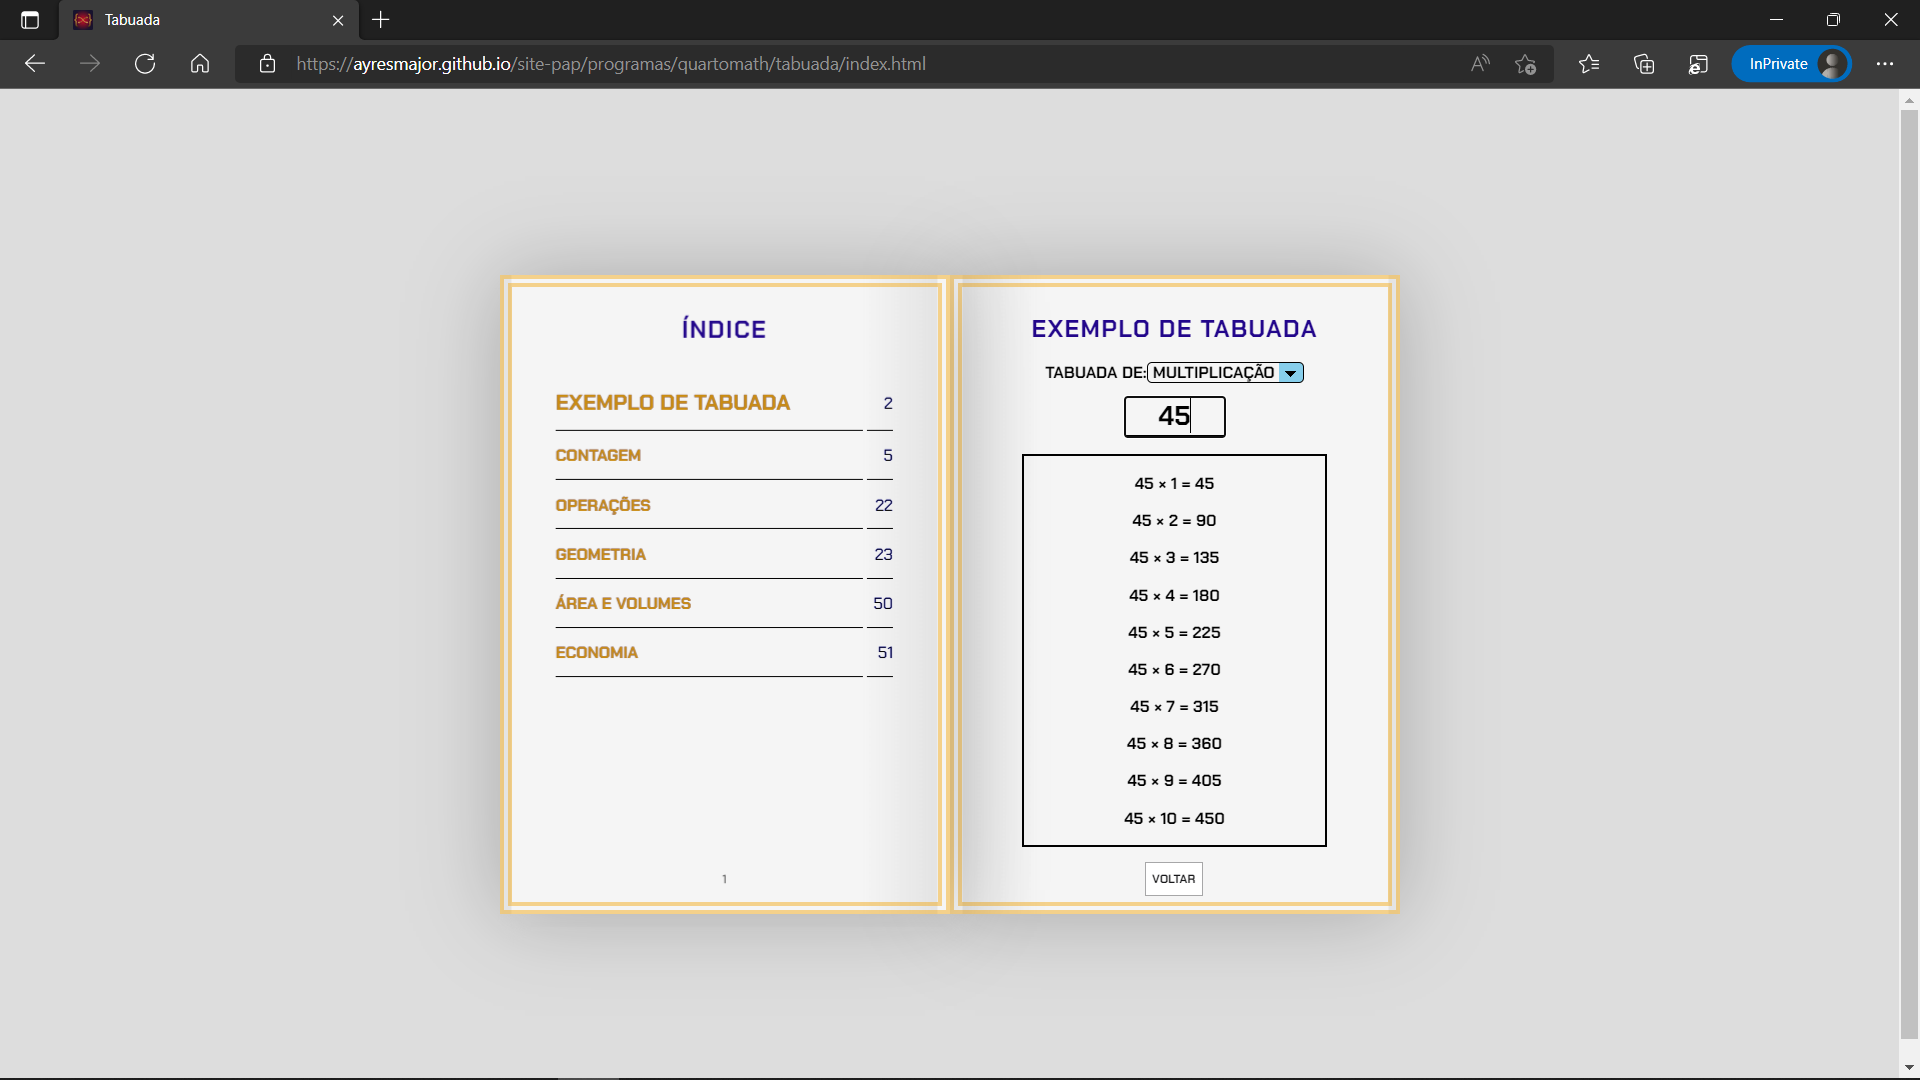 Tabuada
https://ayresmajor.github.io/site-pap/programas/quartomath/tabuada/index.html
InPrivate
ÍNDICE
EXEMPLO DE TABUADA 2
CONTAGEM 5
OPERAÇÕES 22
GEOMETRIA 23
ÁREA E VOLUMES 50
ECONOMIA 51
1
EXEMPLO DE TABUADA
TABUADA DE: MULTIPLICAÇÃO
45
45 × 1 = 45
45 × 2 = 90
45 × 3 = 135
45 × 4 = 180
45 × 5 = 225
45 × 6 = 270
45 × 7 = 315
45 × 8 = 360
45 × 9 = 405
45 × 10 = 450
VOLTAR